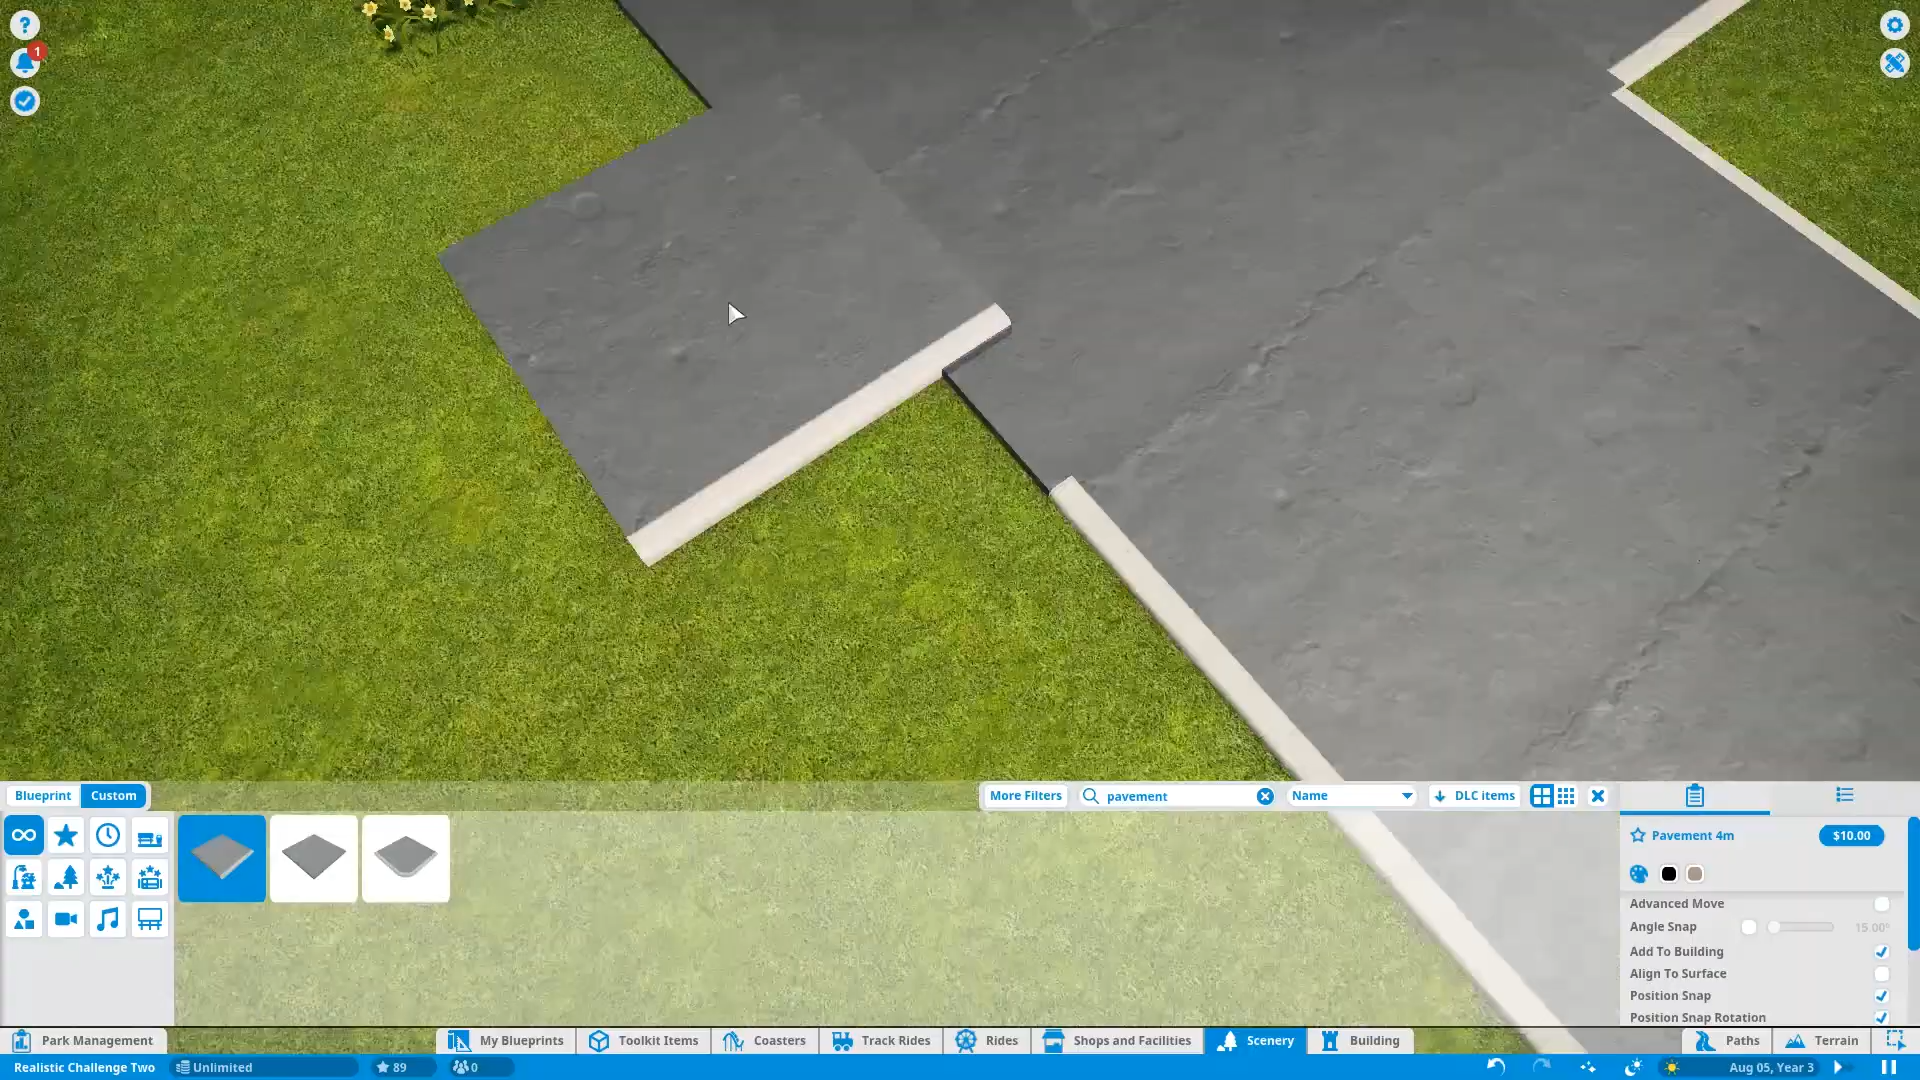 ?
1
Blueprint
Custom
More Filters
pavement
Name
DLC items
Pavement 4m
$10.00
Advanced Move
Angle Snap
15.00°
Add To Building
Align To Surface
Position Snap
Position Snap Rotation
Park Management
My Blueprints
Toolkit Items
Coasters
Track Rides
Rides
Shops and Facilities
Scenery
Building
Paths
Terrain
Realistic Challenge Two
Unlimited
89
0
Aug 05, Year 3